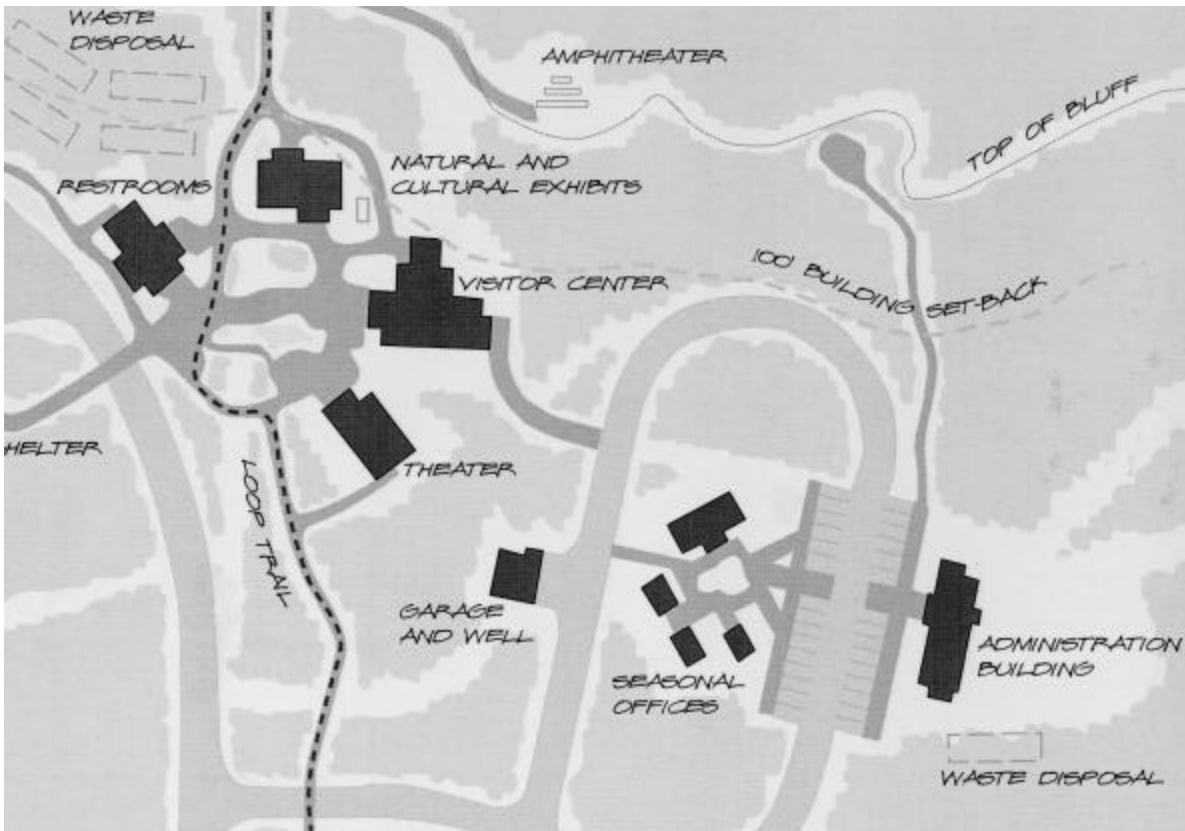 WASTE
DISPOSAL
AMPHITHEATER
TOP OF BLUFF
NATURAL AND
CULTURAL EXHIBITS
RESTROOMS
100' BUILDING SET-BACK
VISITOR CENTER
HELTER
THEATER
LOOP TRAIL
GARAGE
AND WELL
SEASONAL
OFFICES
ADMINISTRATION
BUILDING
WASTE DISPOSAL